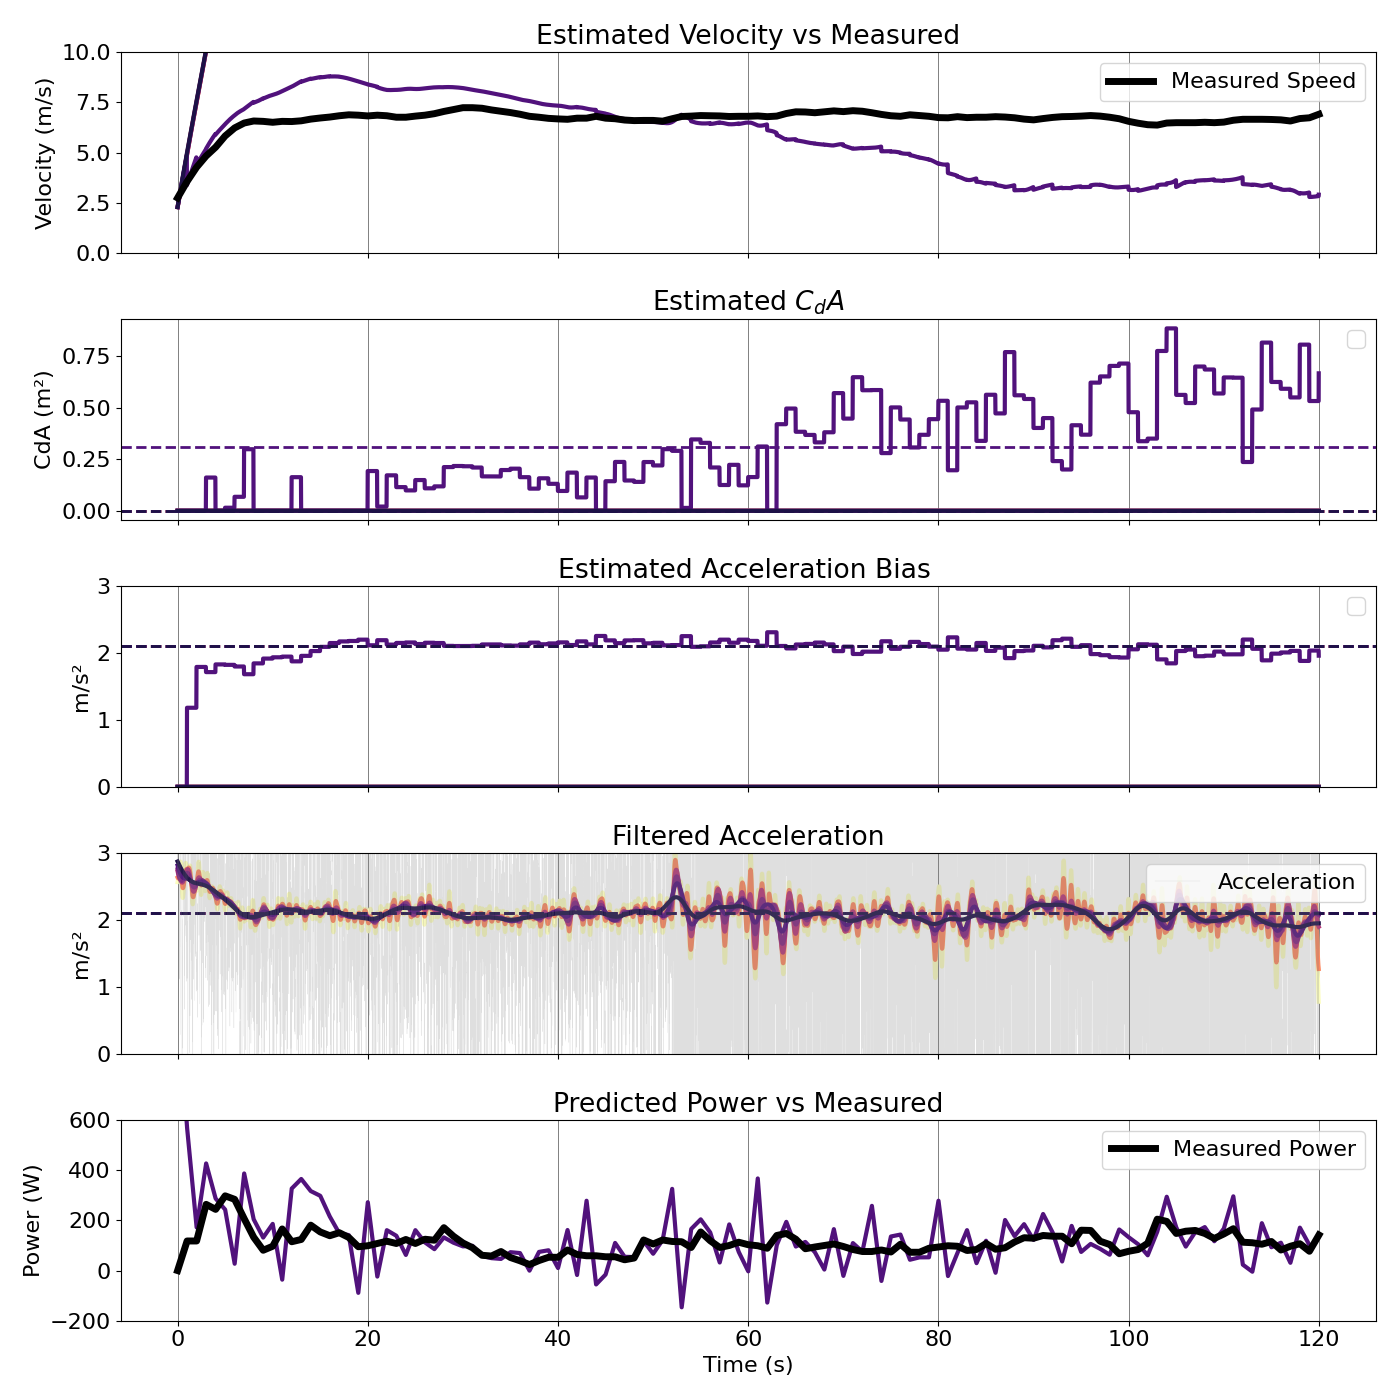 Estimated Velocity vs Measured
10.0
7.5
5.0
2.5
0.0
Velocity (m/s)
Measured Speed
Estimated $C_dA$
0.75
0.50
0.25
0.00
CdA (m²)
Estimated Acceleration Bias
3
2
1
0
m/s²
Filtered Acceleration
3
2
1
0
m/s²
Acceleration
Predicted Power vs Measured
600
400
200
0
−200
Power (W)
Measured Power
0 20 40 60 80 100 120
Time (s)